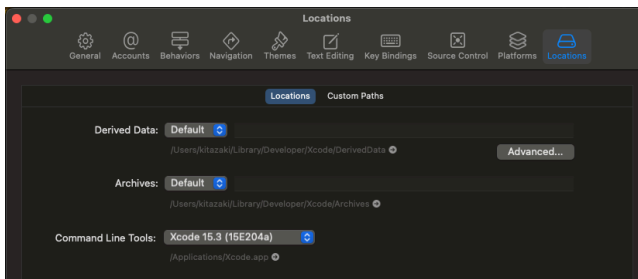 Locations
General Accounts Behaviors Navigation Themes Text Editing Key Bindings Source Control Platforms Locations
Locations Custom Paths
Derived Data: Default
/Users/kitazaki/Library/Developer/Xcode/DerivedData
Advanced...
Archives: Default
/Users/kitazaki/Library/Developer/Xcode/Archives
Command Line Tools: Xcode 15.3 (15E204a)
/Applications/Xcode.app